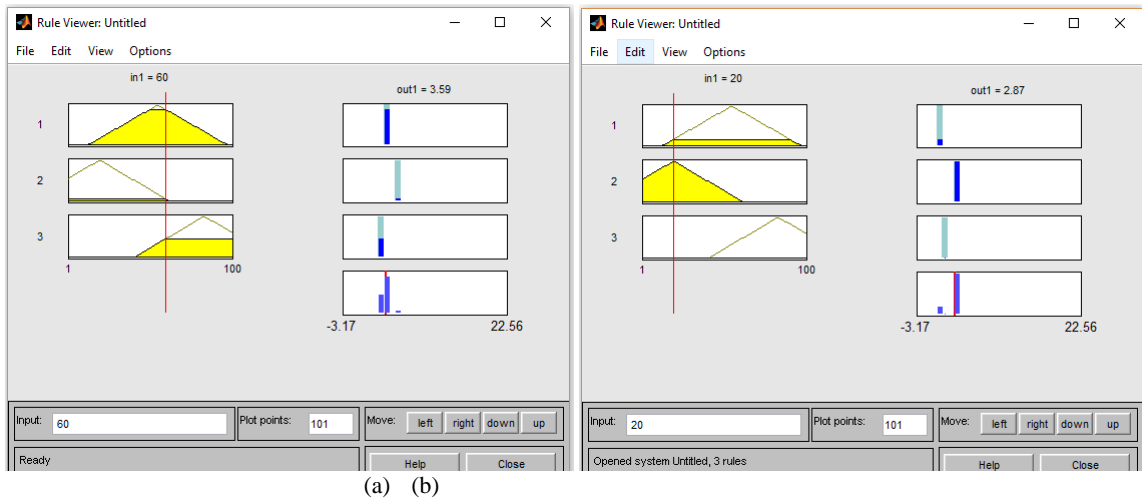 Rule Viewer: Untitled
File Edit View Options
in1 = 60
out1 = 3.59
1
2
3
1 100
-3.17 22.56
Input: 60 Plot points: 101 Move: left right down up
Ready Help Close
Rule Viewer: Untitled
File Edit View Options
in1 = 20
out1 = 2.87
1
2
3
1 100
-3.17 22.56
Input: 20 Plot points: 101 Move: left right down up
Opened system Untitled, 3 rules Help Close
(a) (b)